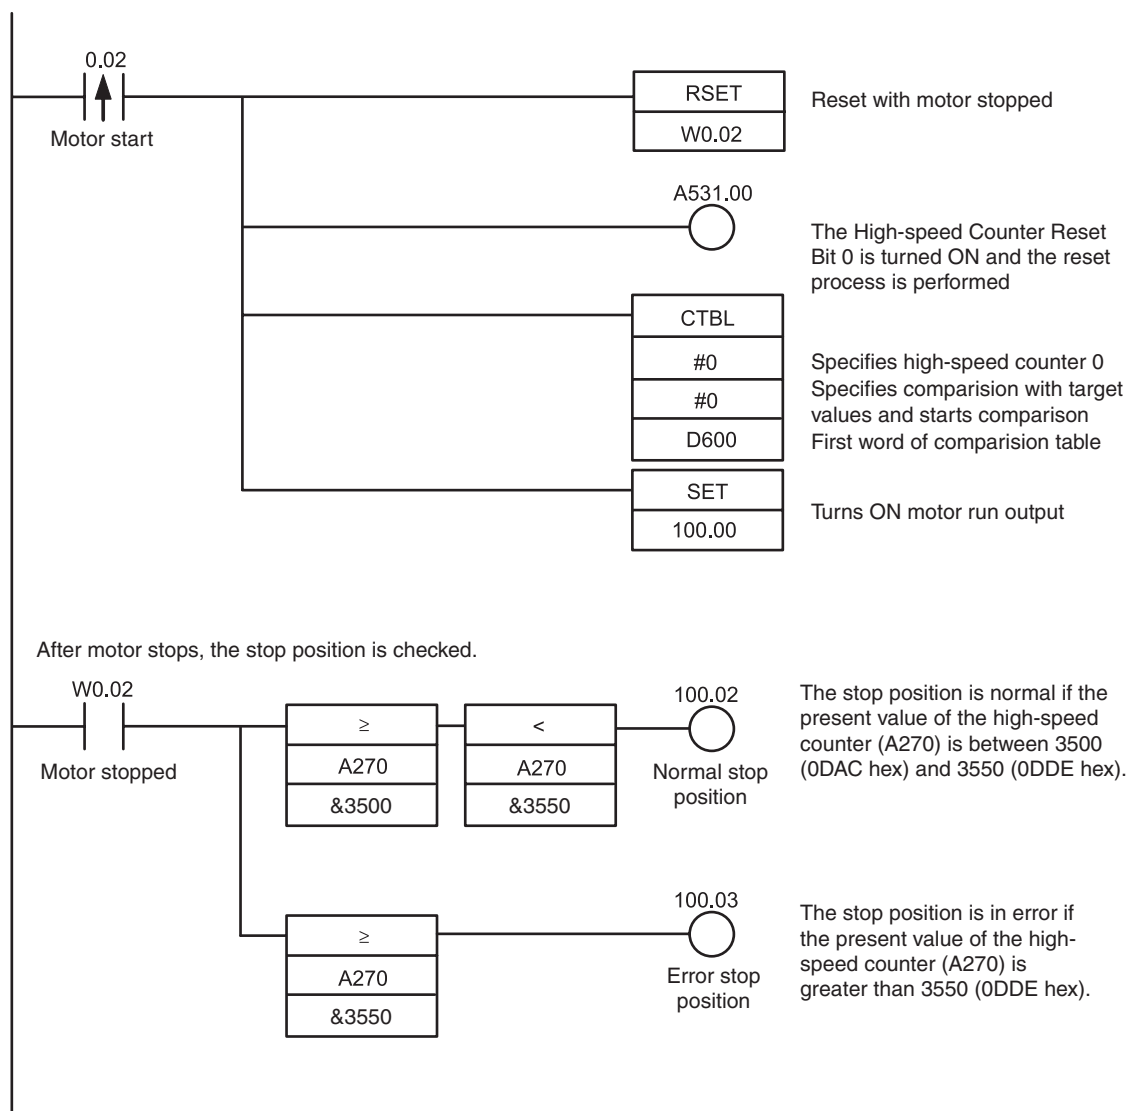 0.02
Motor start
RSET
W0.02
Reset with motor stopped
A531.00
The High-speed Counter Reset
Bit 0 is turned ON and the reset
process is performed
CTBL
#0
#0
D600
Specifies high-speed counter 0
Specifies comparision with target
values and starts comparison
First word of comparision table
SET
100.00
Turns ON motor run output
After motor stops, the stop position is checked.
W0.02
Motor stopped
≥
A270
&3500
<
A270
&3550
100.02
Normal stop
position
The stop position is normal if the
present value of the high-speed
counter (A270) is between 3500
(0DAC hex) and 3550 (0DDE hex).
≥
A270
&3550
100.03
Error stop
position
The stop position is in error if
the present value of the high-
speed counter (A270) is
greater than 3550 (0DDE hex).